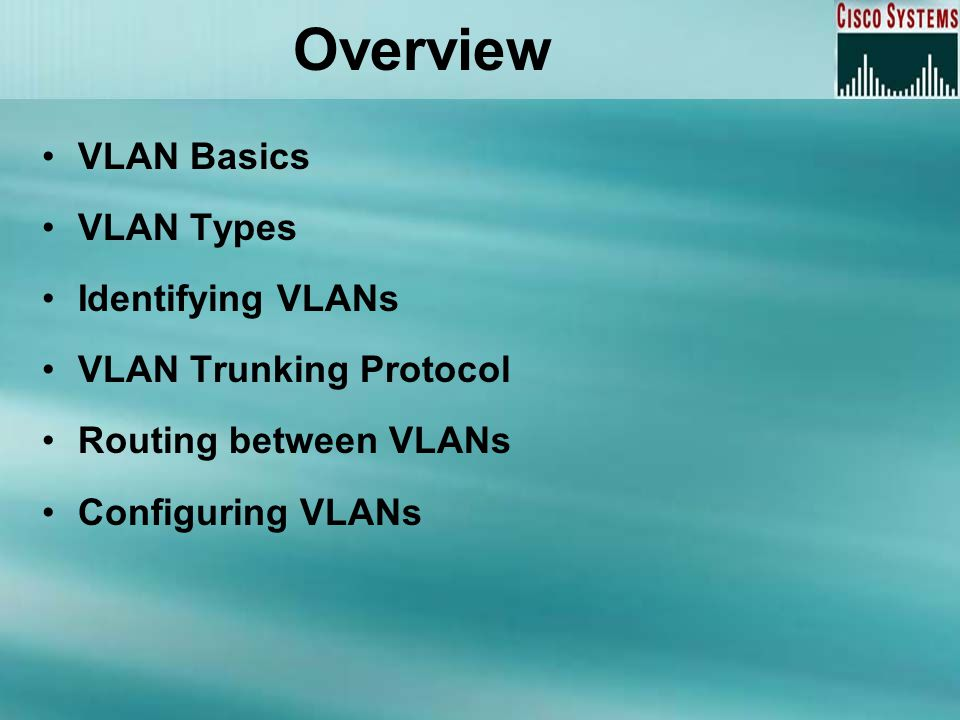 Overview
CISCO SYSTEMS
• VLAN Basics
• VLAN Types
• Identifying VLANs
• VLAN Trunking Protocol
• Routing between VLANs
• Configuring VLANs